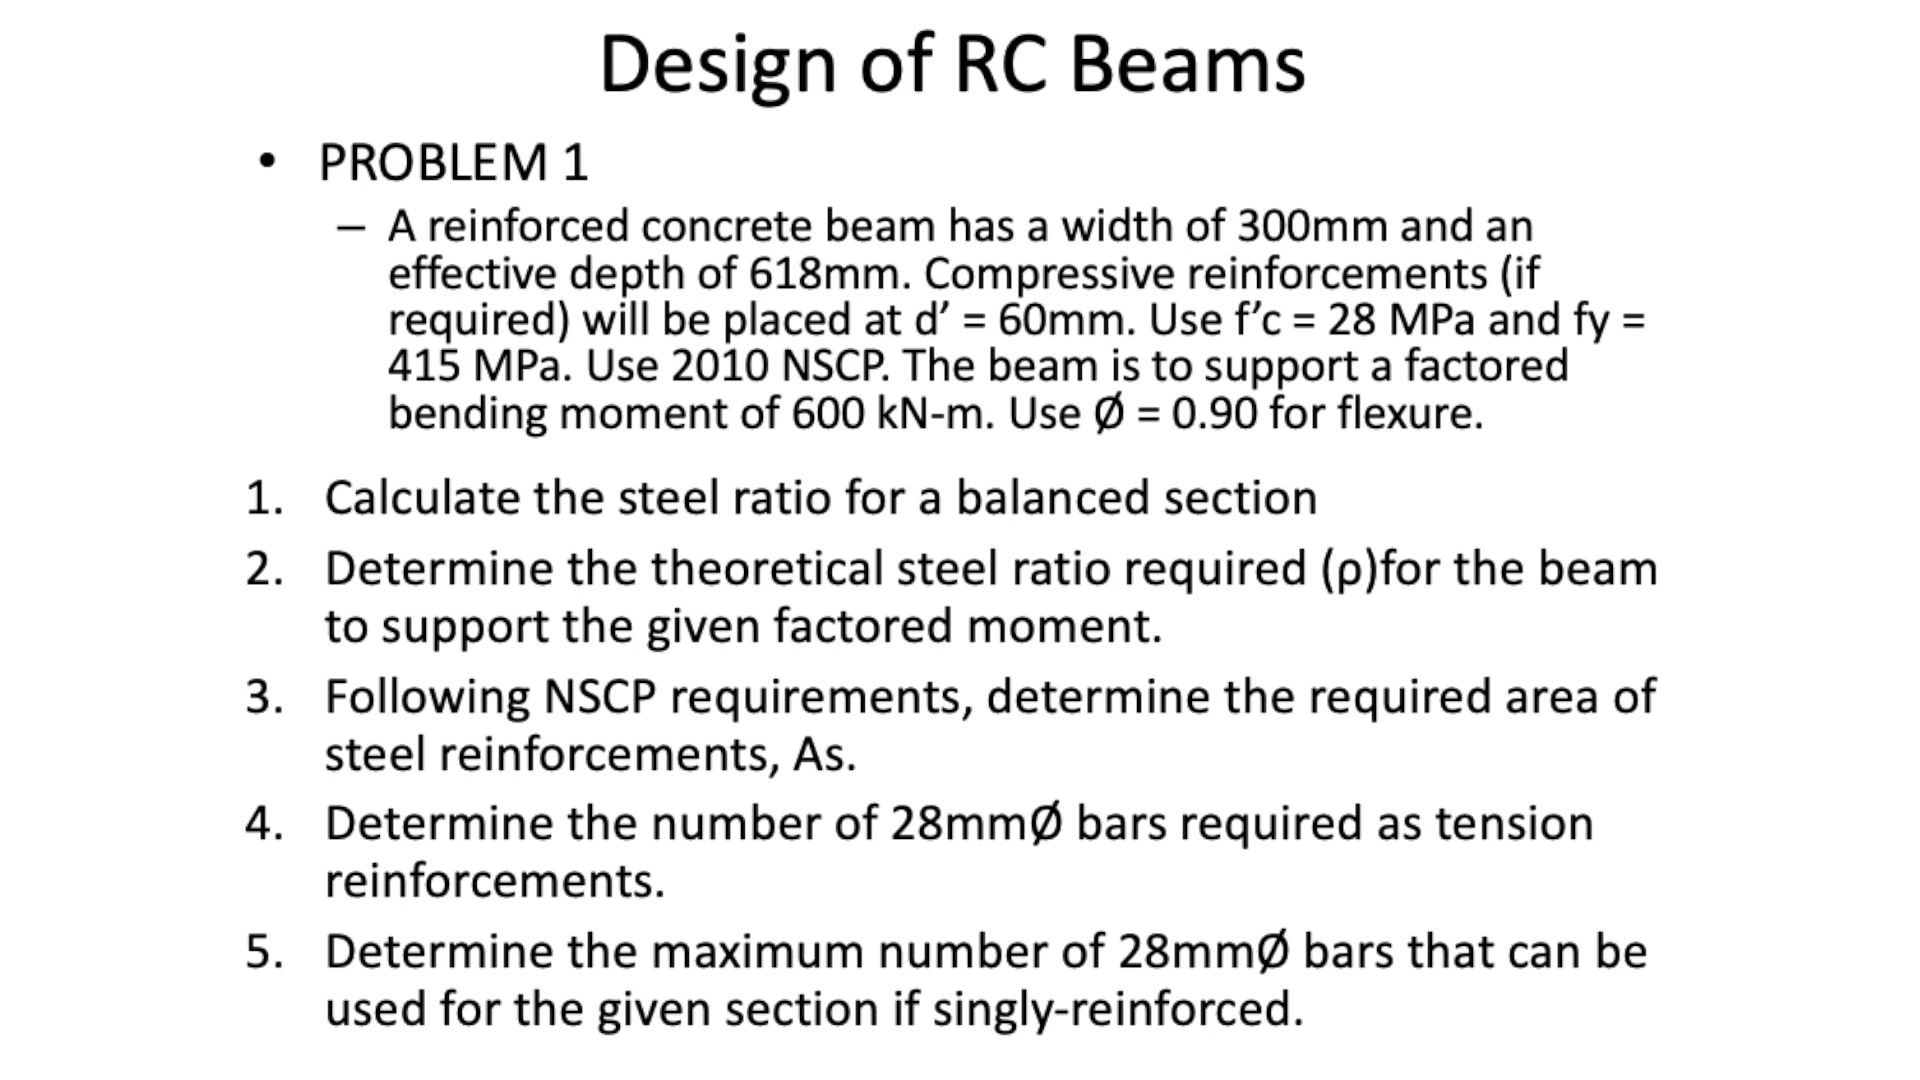 Design of RC Beams
• PROBLEM 1
– A reinforced concrete beam has a width of 300mm and an
effective depth of 618mm. Compressive reinforcements (if
required) will be placed at d’ = 60mm. Use f’c = 28 MPa and fy =
415 MPa. Use 2010 NSCP. The beam is to support a factored
bending moment of 600 kN-m. Use Ø = 0.90 for flexure.
1. Calculate the steel ratio for a balanced section
2. Determine the theoretical steel ratio required (ρ)for the beam
to support the given factored moment.
3. Following NSCP requirements, determine the required area of
steel reinforcements, As.
4. Determine the number of 28mmØ bars required as tension
reinforcements.
5. Determine the maximum number of 28mmØ bars that can be
used for the given section if singly-reinforced.